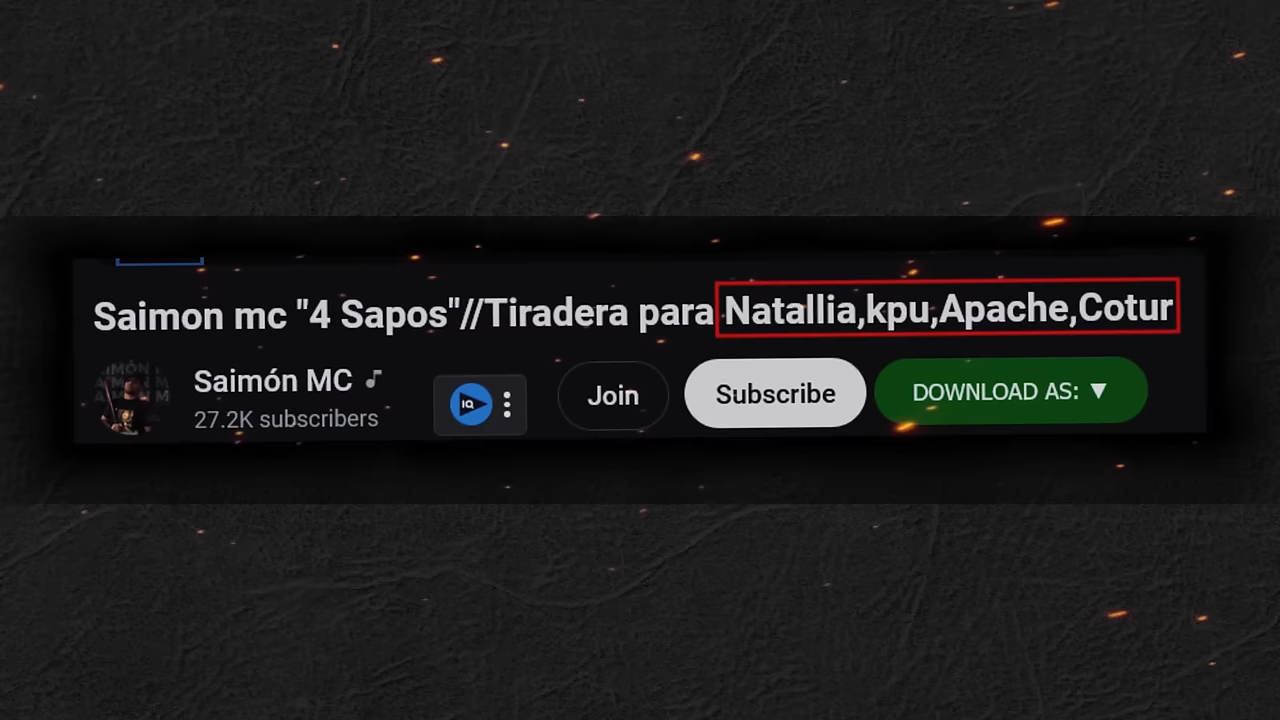 Saimon mc "4 Sapos"//Tiradera para Natallia,kpu,Apache,Cotur
Saimón MC
27.2K subscribers
IQ
Join
Subscribe
DOWNLOAD AS: ▼